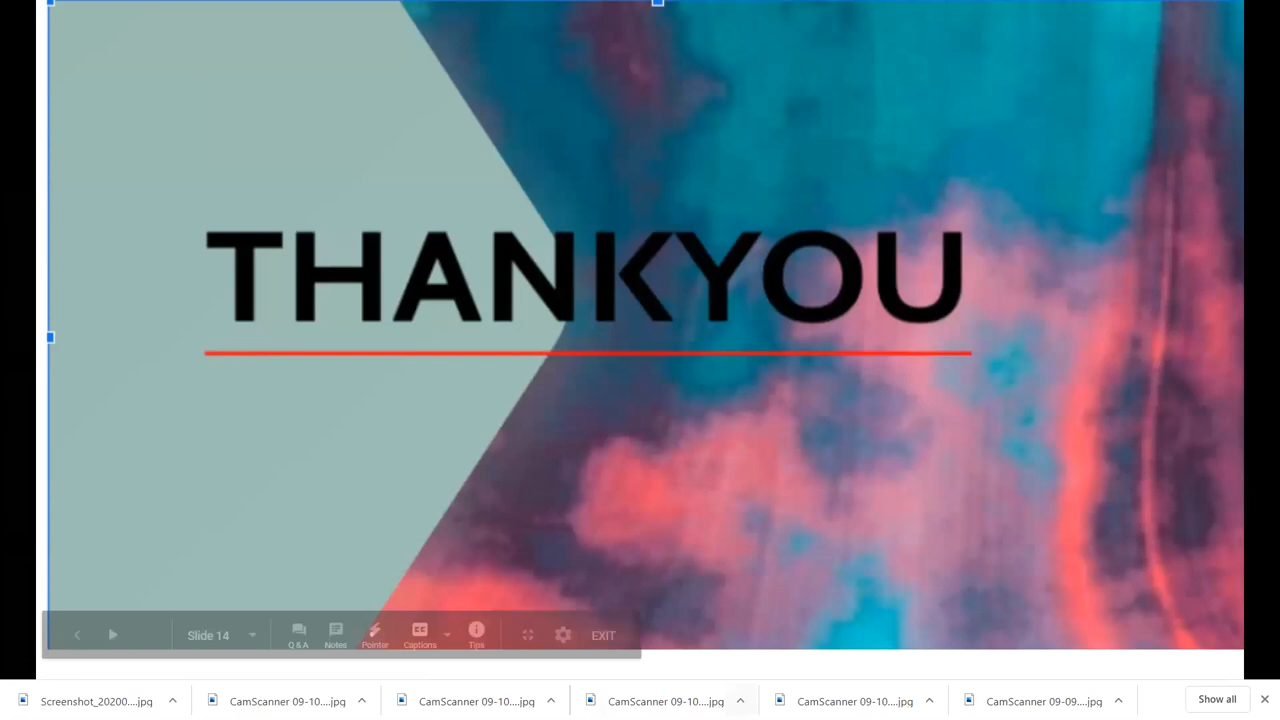 THANKYOU
Slide 14
Q & A
Notes
Pointer
Captions
Tips
EXIT
Screenshot_20200....jpg
CamScanner 09-10....jpg
CamScanner 09-10....jpg
CamScanner 09-10....jpg
CamScanner 09-10....jpg
CamScanner 09-09....jpg
Show all